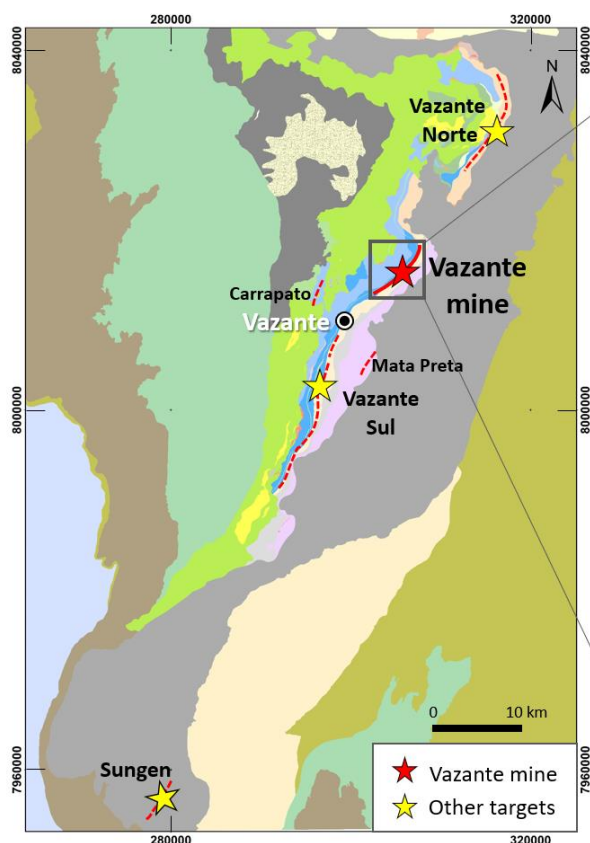 280000
320000
8040000
8040000
N
Vazante
Norte
Vazante
mine
Carrapato
Vazante
Mata Preta
8000000
8000000
Vazante
Sul
0
10 km
7960000
7960000
Sungen
Vazante mine
Other targets
280000
320000